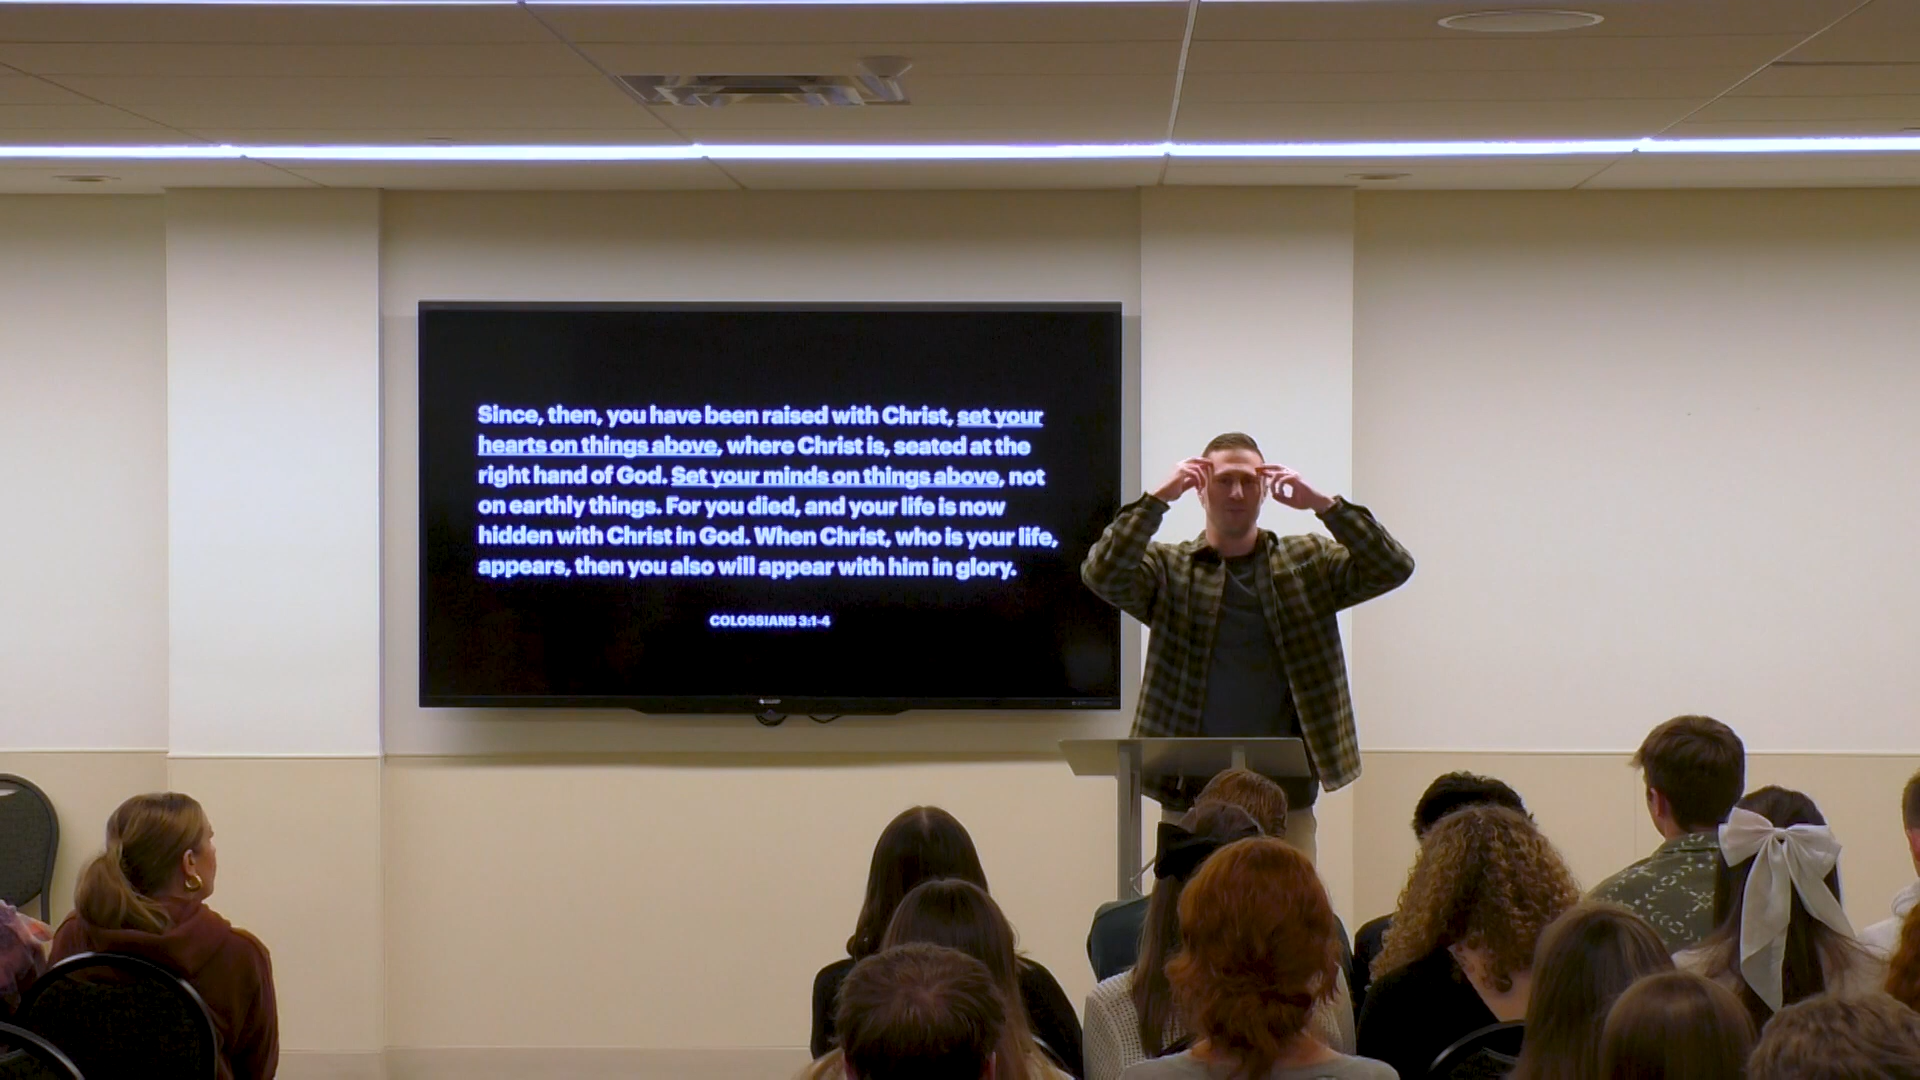 Since, then, you have been raised with Christ, set your
hearts on things above, where Christ is, seated at the
right hand of God. Set your minds on things above, not
on earthly things. For you died, and your life is now
hidden with Christ in God. When Christ, who is your life,
appears, then you also will appear with him in glory.
COLOSSIANS 3:1-4